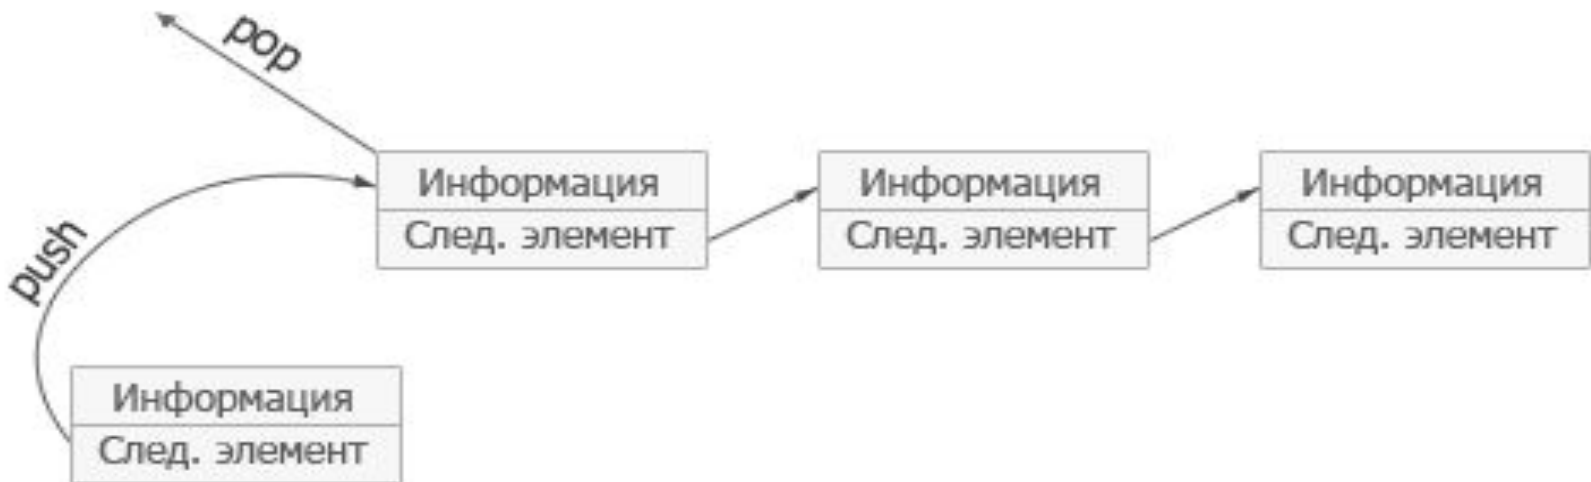 pop
Информация
След. элемент
Информация
След. элемент
Информация
След. элемент
push
Информация
След. элемент